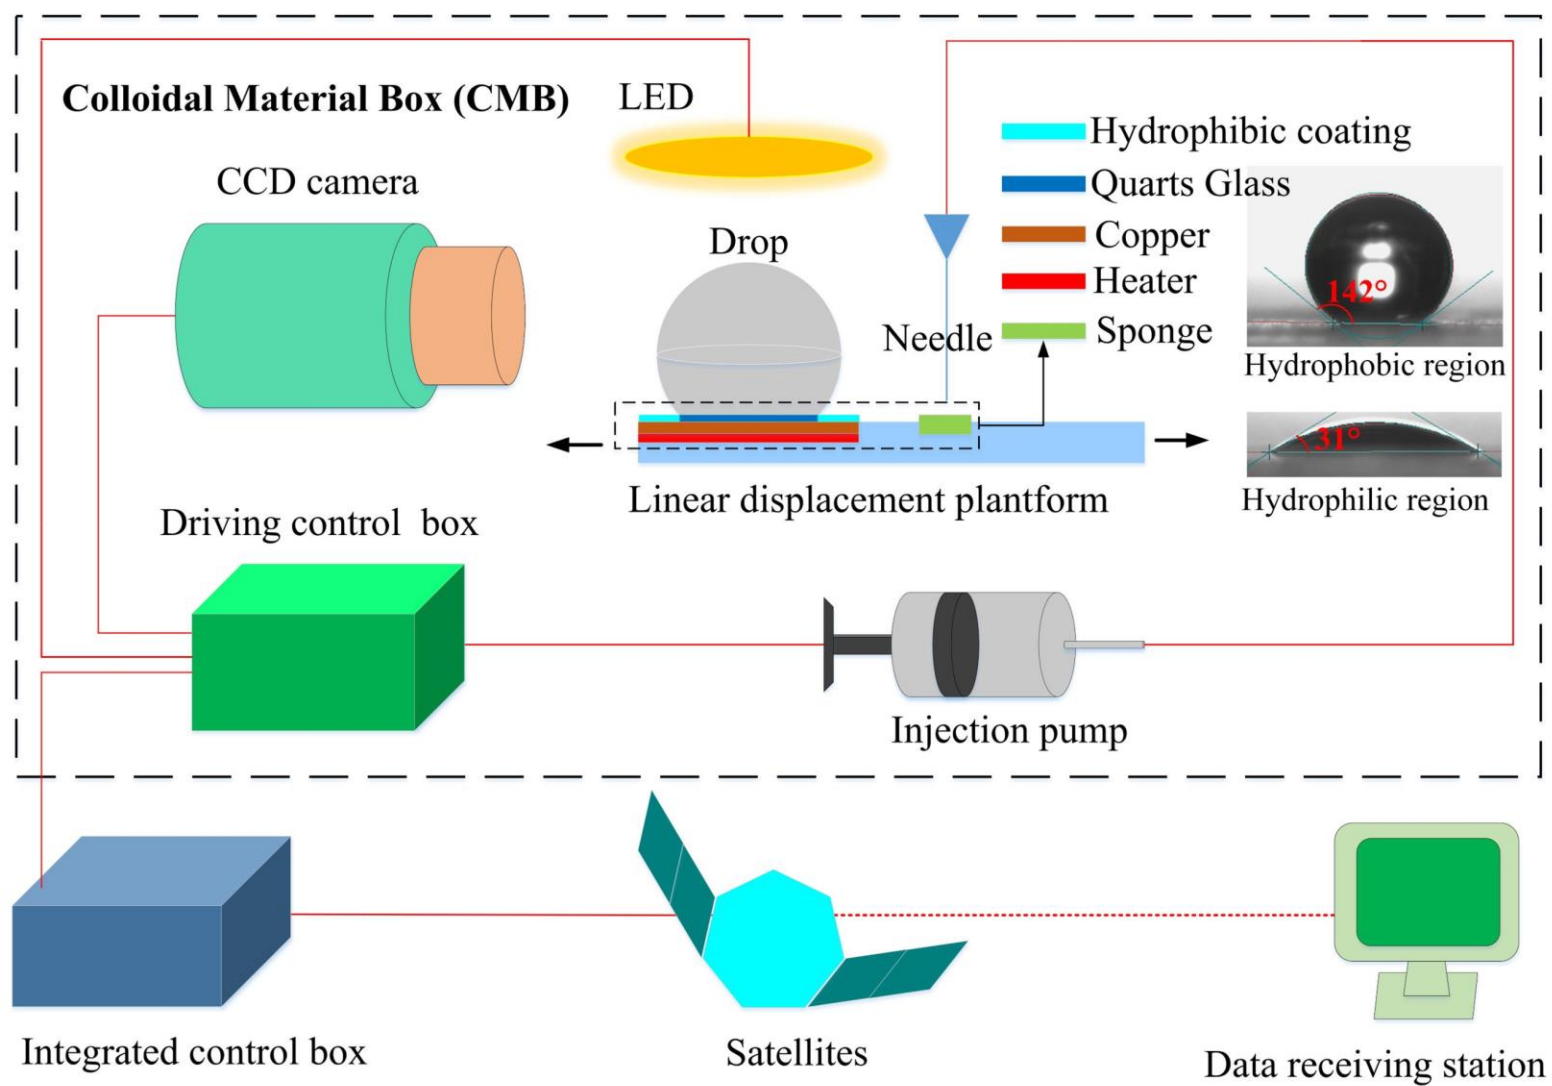 Colloidal Material Box (CMB)
LED
CCD camera
Drop
Needle
Hydrophibic coating
Quarts Glass
Copper
Heater
Sponge
142°
Hydrophobic region
31°
Hydrophilic region
Linear displacement plantform
Driving control box
Injection pump
Integrated control box
Satellites
Data receiving station